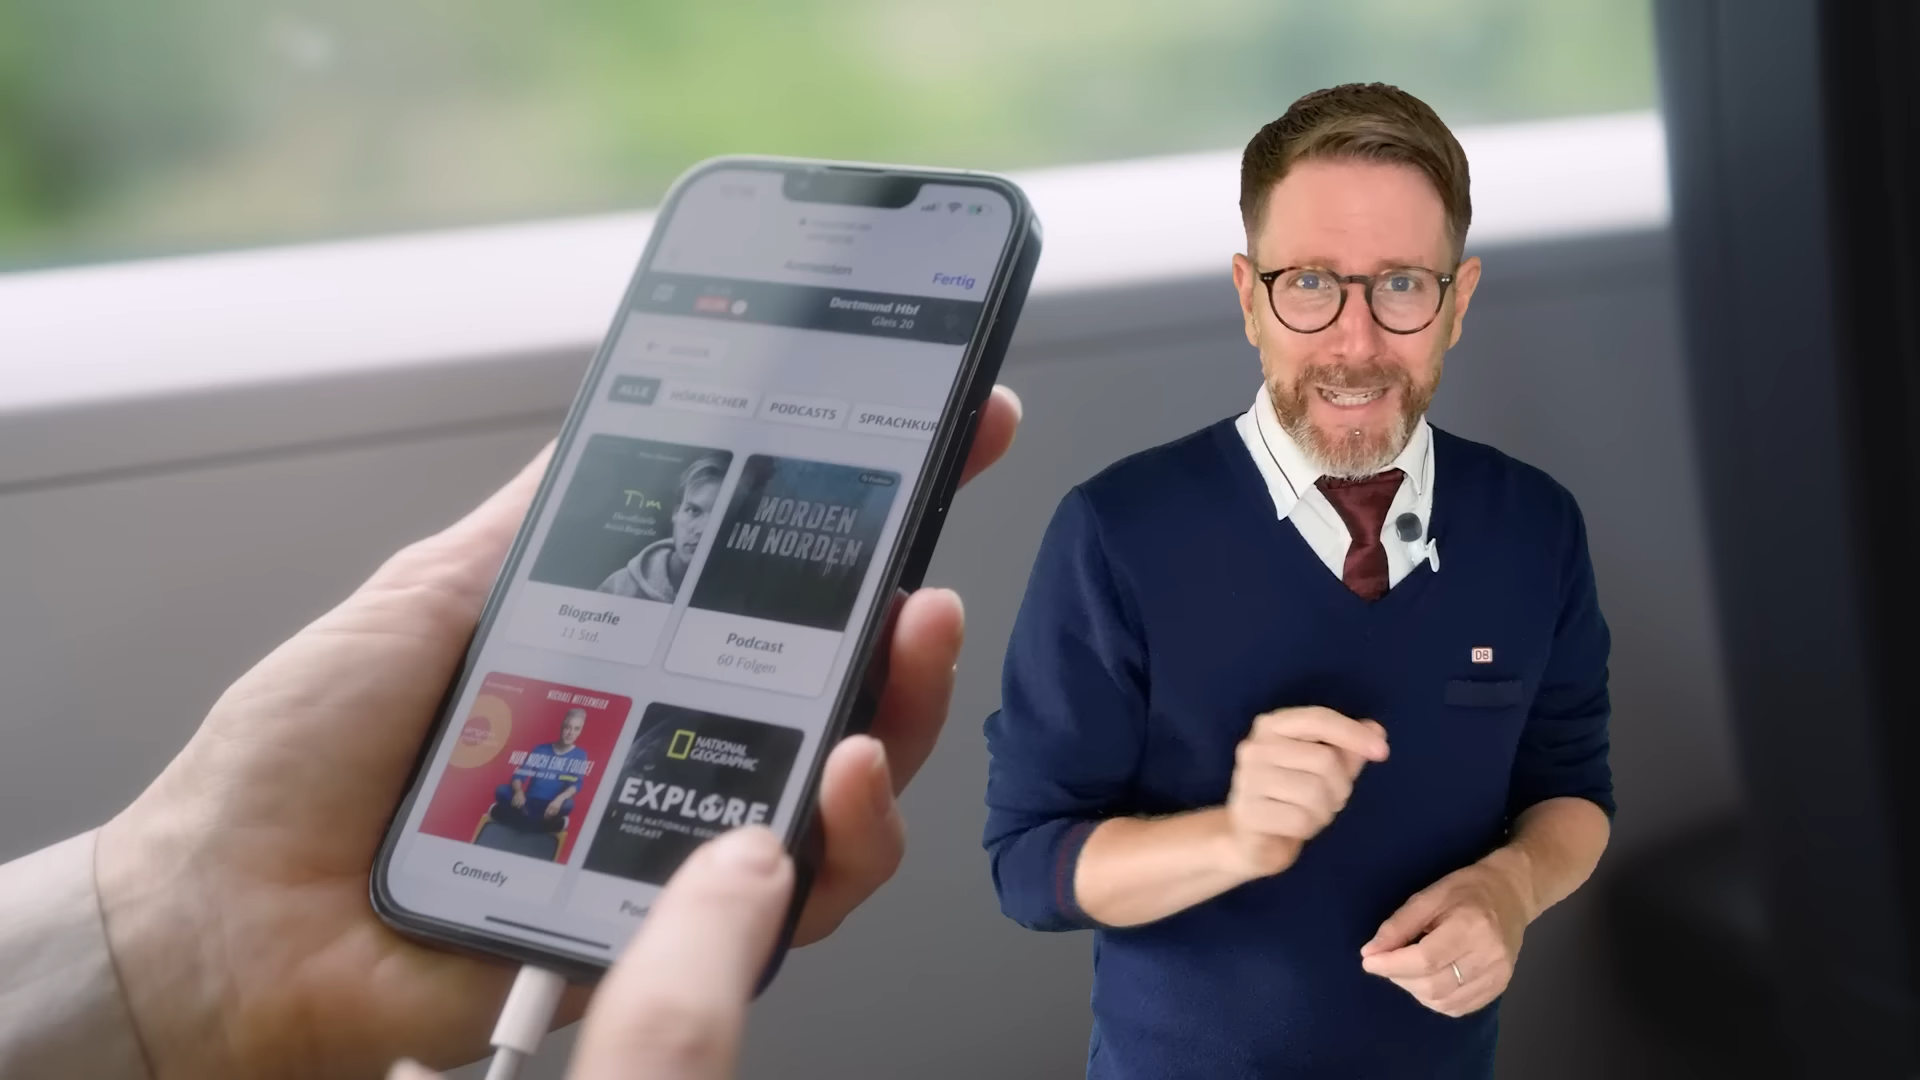 Anmelden
Fertig
Dortmund Hbf
Gleis 20
ALLE
HÖRBÜCHER
PODCASTS
SPRACHKUR
Tim
MORDEN
IM NORDEN
Biografie
11 Std.
Podcast
60 Folgen
MICHAEL MITTERMEIER
NUR NOCH EINE FOLGE!
NATIONAL
GEOGRAPHIC
EXPLORE
PODCAST
Comedy
DB